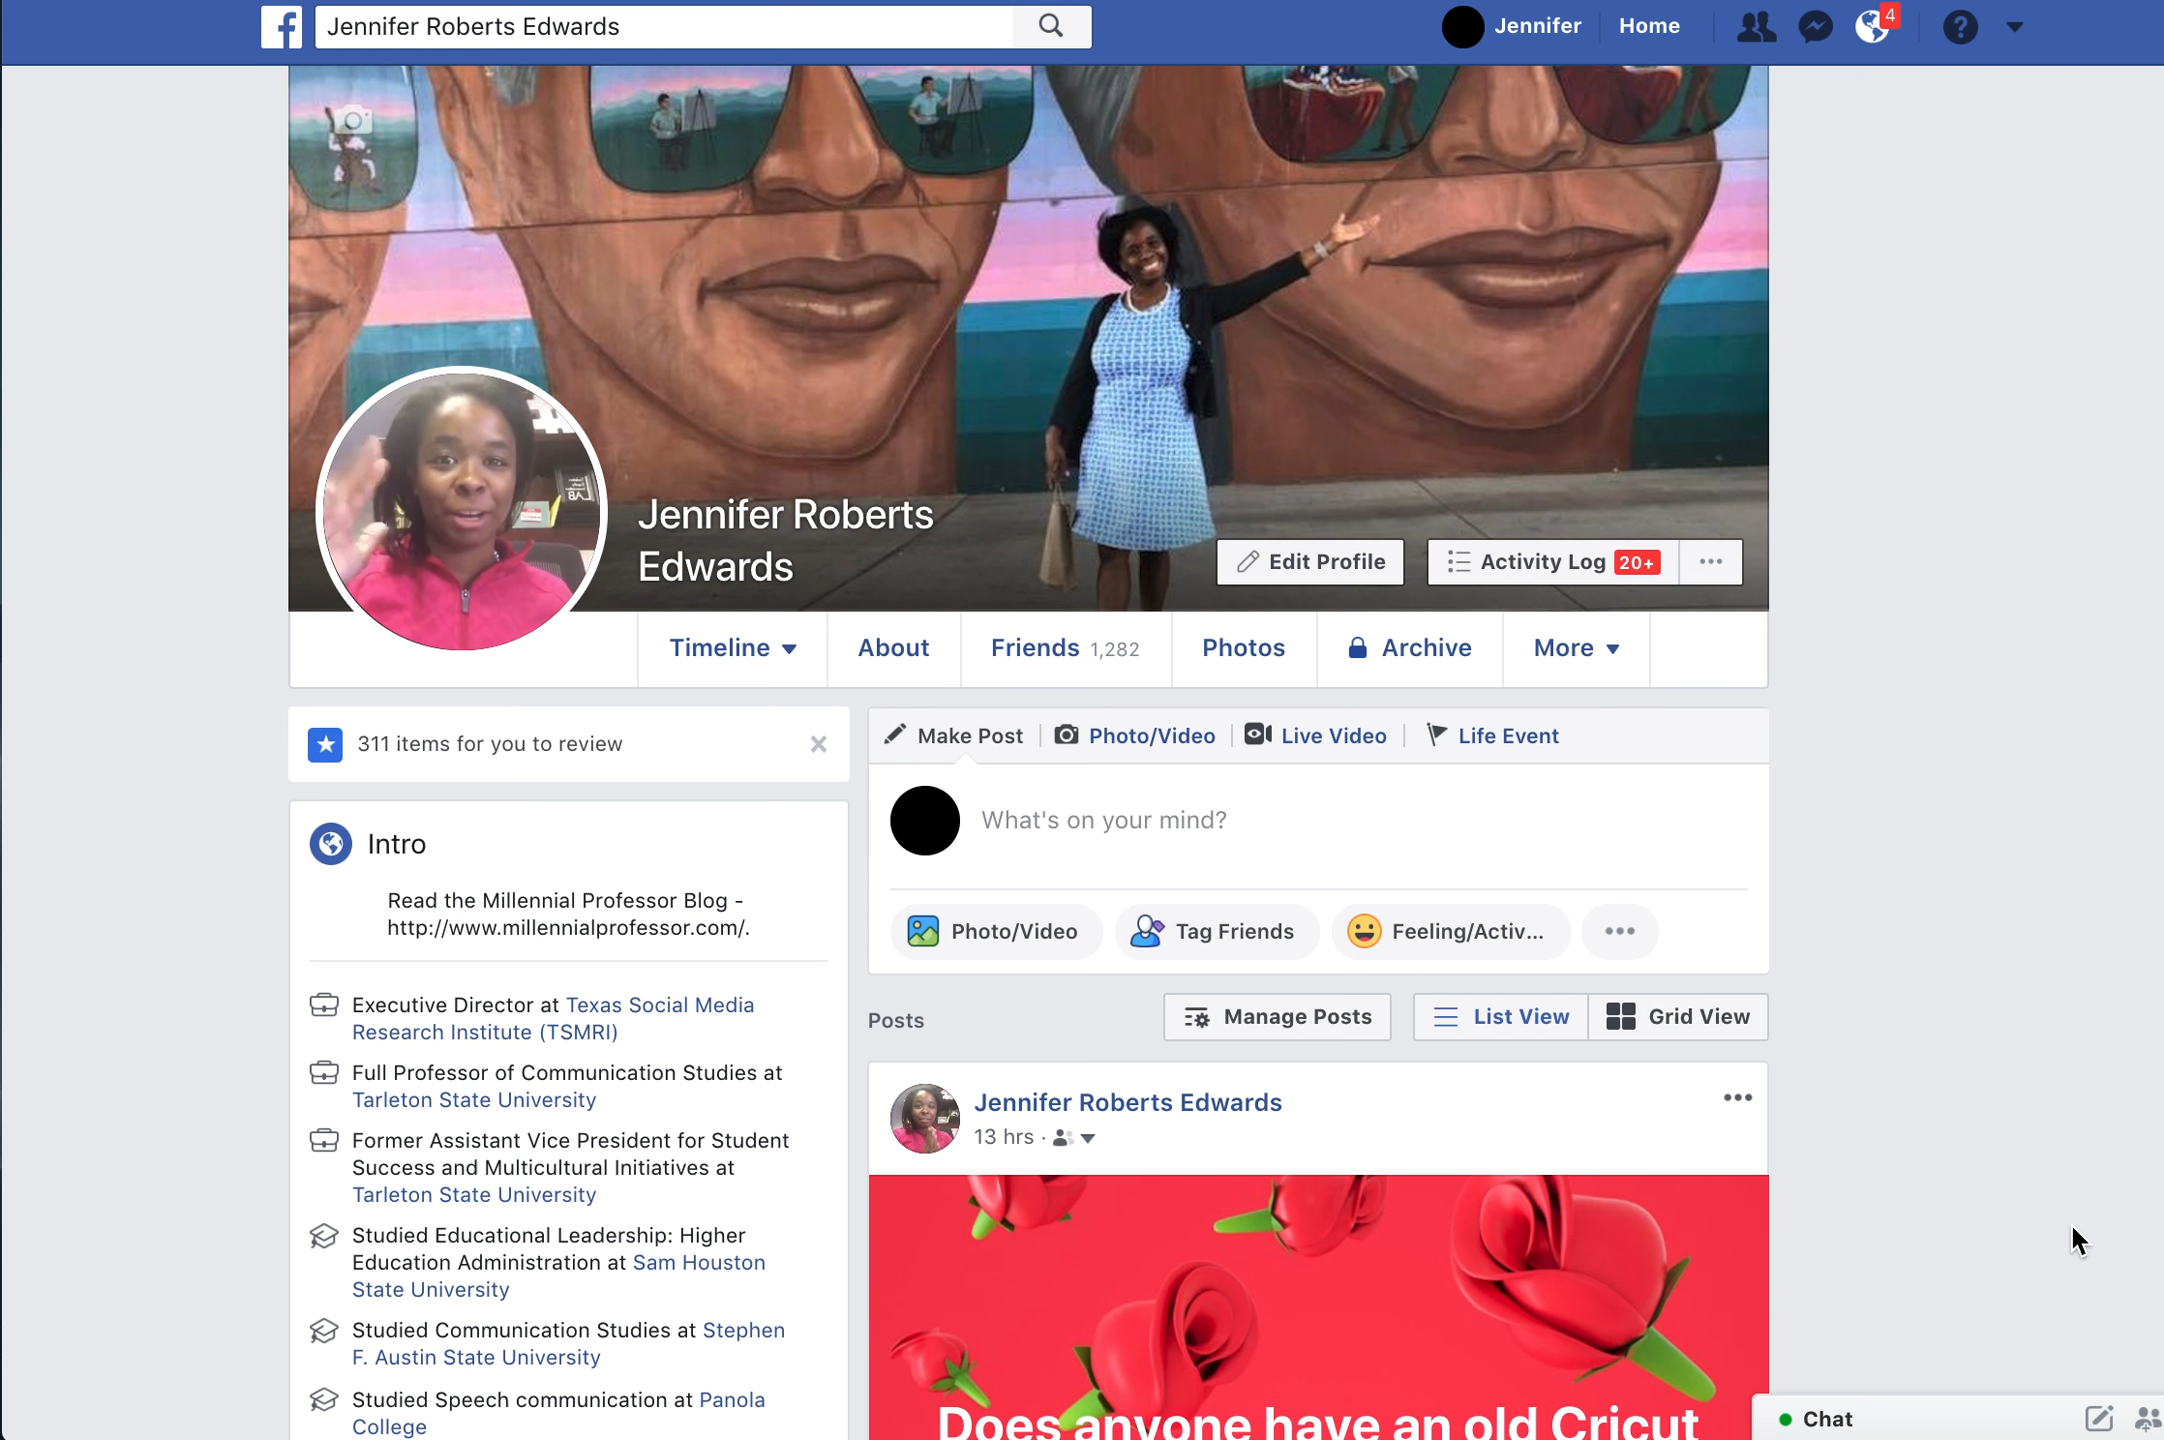 Jennifer Roberts Edwards
Jennifer
Home
4
?
Jennifer Roberts
Edwards
Edit Profile
Activity Log 20+
Timeline
About
Friends 1,282
Photos
Archive
More
311 items for you to review
Make Post
Photo/Video
Live Video
Life Event
Intro
What's on your mind?
Read the Millennial Professor Blog -
http://www.millennialprofessor.com/.
Photo/Video
Tag Friends
Feeling/Activ...
Executive Director at Texas Social Media
Research Institute (TSMRI)
Full Professor of Communication Studies at
Tarleton State University
Former Assistant Vice President for Student
Success and Multicultural Initiatives at
Tarleton State University
Studied Educational Leadership: Higher
Education Administration at Sam Houston
State University
Studied Communication Studies at Stephen
F. Austin State University
Studied Speech communication at Panola
College
Posts
Manage Posts
List View
Grid View
Jennifer Roberts Edwards
13 hrs ·
Does anyone have an old Cricut
Chat